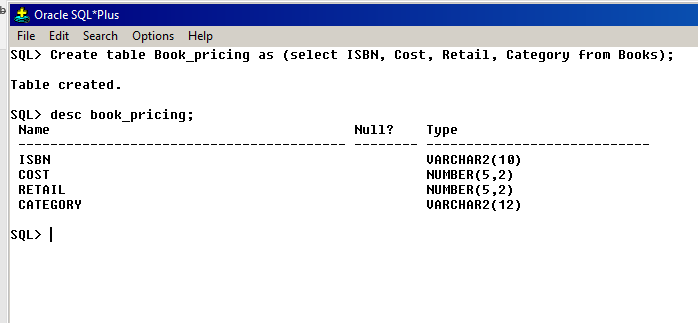 Oracle SQL*Plus
File Edit Search Options Help
SQL> Create table Book_pricing as (select ISBN, Cost, Retail, Category from Books);
Table created.
SQL> desc book_pricing;
Name Null? Type
----------------------------------------- -------- ----------------------------
ISBN VARCHAR2(10)
COST NUMBER(5,2)
RETAIL NUMBER(5,2)
CATEGORY VARCHAR2(12)
SQL>